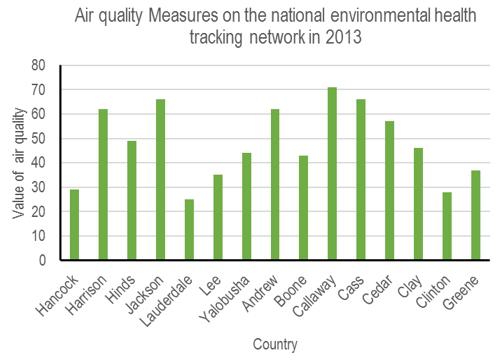 Air quality Measures on the national environmental health
tracking network in 2013
Value of air quality
80
70
60
50
40
30
20
10
0
Hancock
Harrison
Hinds
Jackson
Lauderdale
Lee
Yalobusha
Andrew
Boone
Callaway
Cass
Cedar
Clay
Clinton
Greene
Country